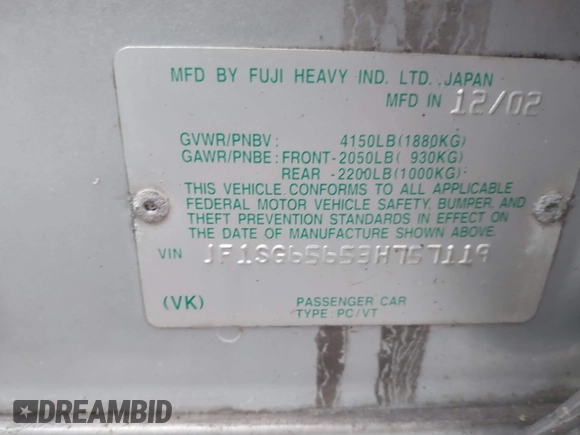 MFD BY FUJI HEAVY IND. LTD. JAPAN
MFD IN 12/02
GVWR/PNBV: 4150LB(1880KG)
GAWR/PNBE: FRONT-2050LB( 930KG)
REAR -2200LB(1000KG)
THIS VEHICLE CONFORMS TO ALL APPLICABLE
FEDERAL MOTOR VEHICLE SAFETY, BUMPER, AND
THEFT PREVENTION STANDARDS IN EFFECT ON
THE DATE OF MANUFACTURE SHOWN ABOVE.
VIN JF1SG65653H757119
(VK) PASSENGER CAR
TYPE: PC/VT
DREAMBID